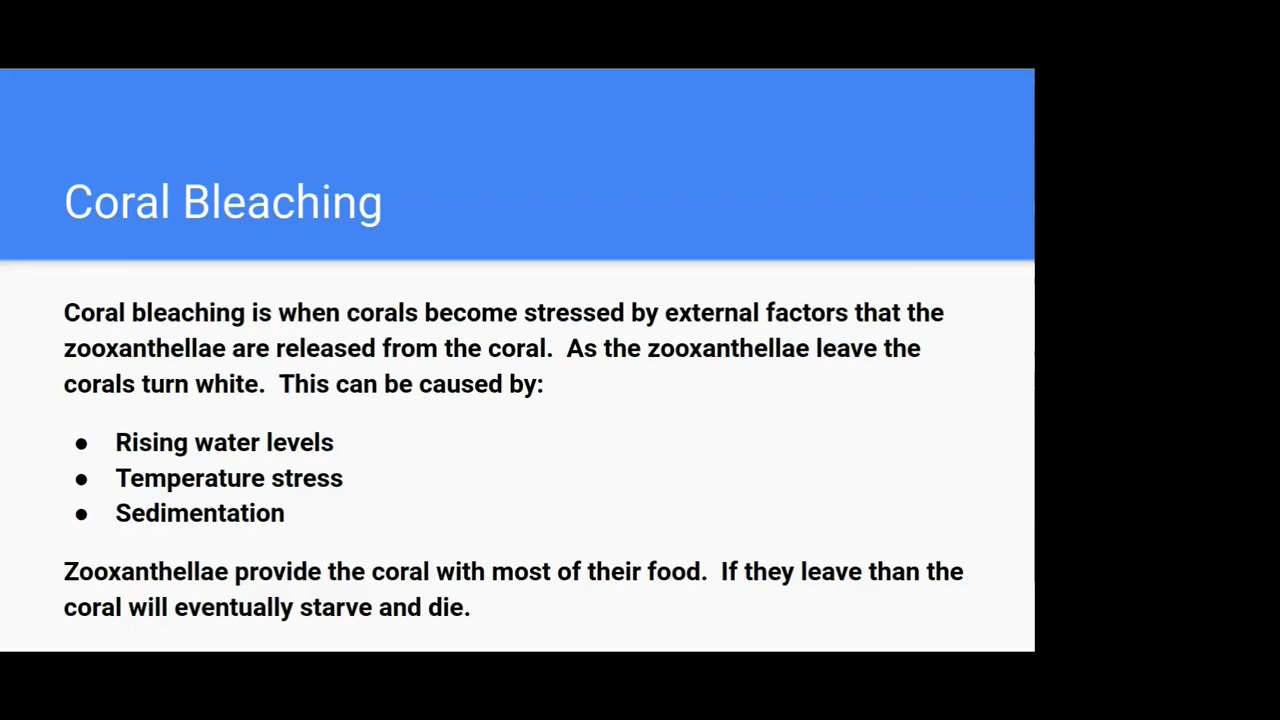 Coral Bleaching
Coral bleaching is when corals become stressed by external factors that the
zooxanthellae are released from the coral.  As the zooxanthellae leave the
corals turn white.  This can be caused by:
● Rising water levels
● Temperature stress
● Sedimentation
Zooxanthellae provide the coral with most of their food.  If they leave than the
coral will eventually starve and die.